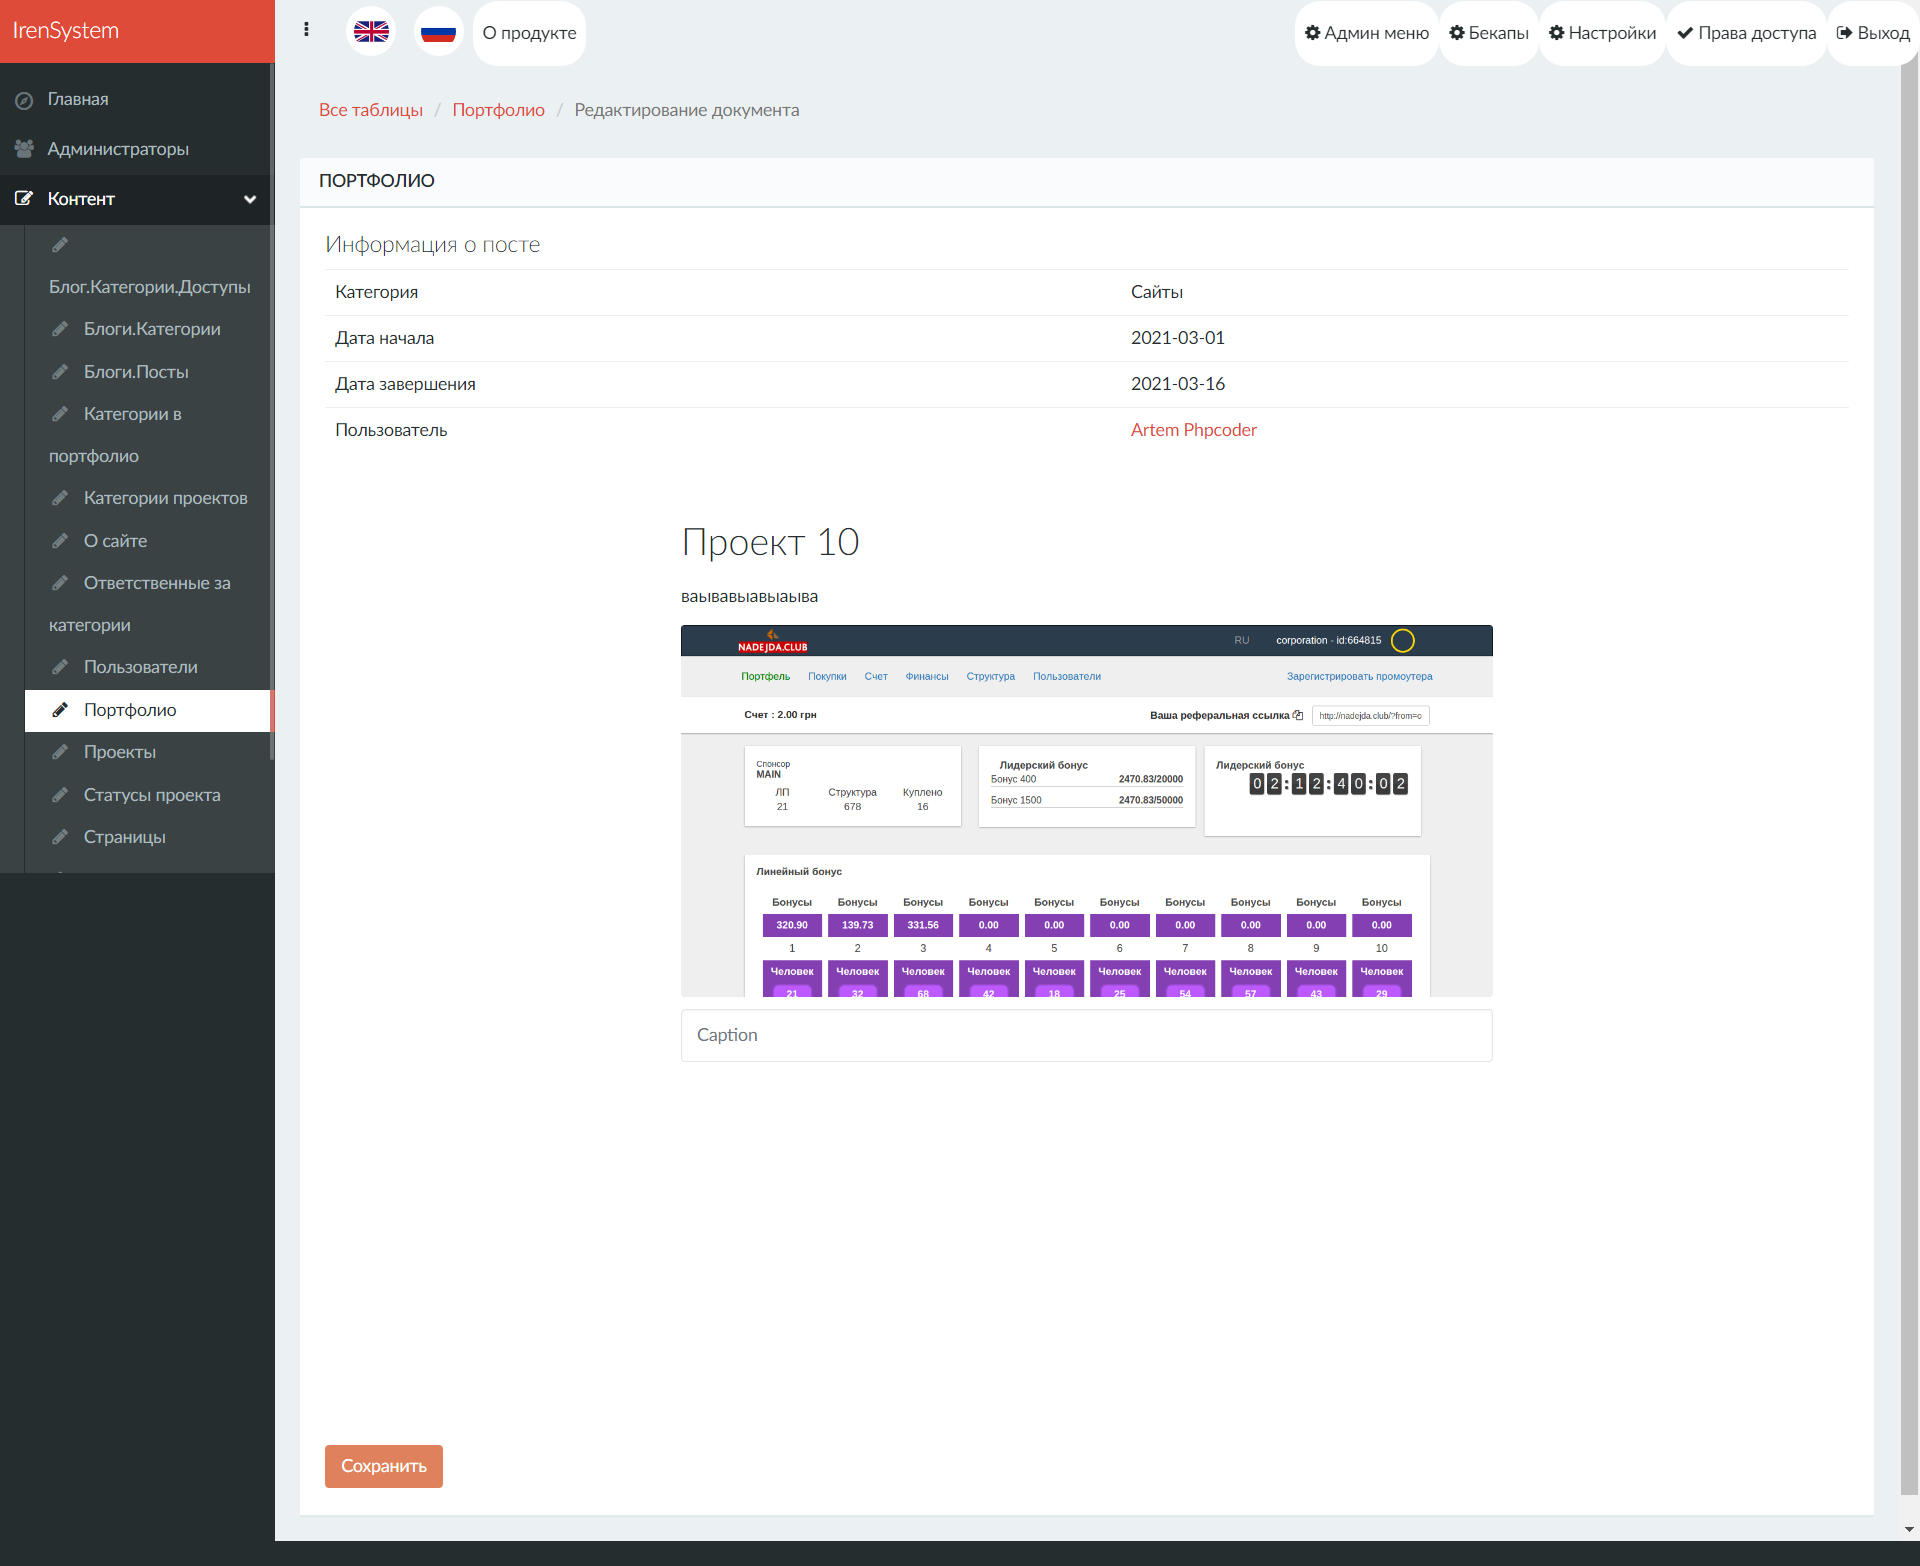 IrenSystem
О продукте
Админ меню
Бекапы
Настройки
Права доступа
Выход
Главная
Администраторы
Контент
Блог.Категории.Доступы
Блоги.Категории
Блоги.Посты
Категории в
портфолио
Категории проектов
О сайте
Ответственные за
категории
Пользователи
Портфолио
Проекты
Статусы проекта
Страницы
Все таблицы / Портфолио / Редактирование документа
ПОРТФОЛИО
Информация о посте
Категория Сайты
Дата начала 2021-03-01
Дата завершения 2021-03-16
Пользователь Artem Phpcoder
Проект 10
ваывавыавыаыва
NADEJDA.CLUB RU corporation - id:664815
Портфель Покупки Счет Финансы Структура Пользователи Зарегистрировать промоутера
Счет : 2.00 грн Ваша реферальная ссылка http://nadejda.club/?from=c
Спонсор
MAIN
ЛП Структура Куплено
21 678 16
Лидерский бонус
Бонус 400 2470.83/20000
Бонус 1500 2470.83/50000
Лидерский бонус
02:12:40:02
Линейный бонус
Бонусы Бонусы Бонусы Бонусы Бонусы Бонусы Бонусы Бонусы Бонусы Бонусы
320.90 139.73 331.56 0.00 0.00 0.00 0.00 0.00 0.00 0.00
1 2 3 4 5 6 7 8 9 10
Человек Человек Человек Человек Человек Человек Человек Человек Человек Человек
21 32 68 42 18 25 54 57 43 29
Caption
Сохранить